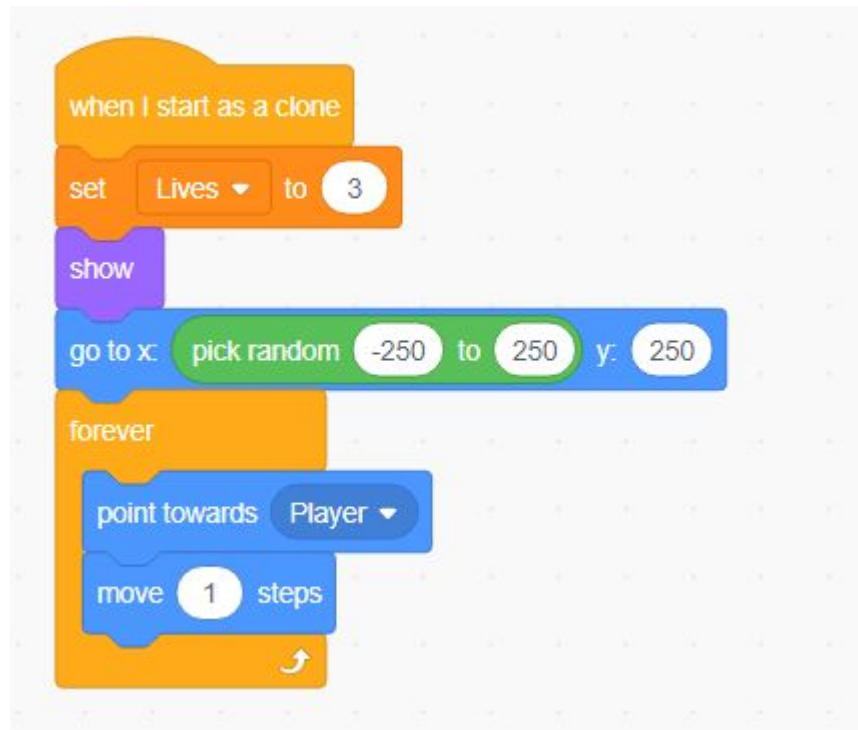 when I start as a clone
set Lives to 3
show
go to x: pick random -250 to 250 y: 250
forever
point towards Player
move 1 steps